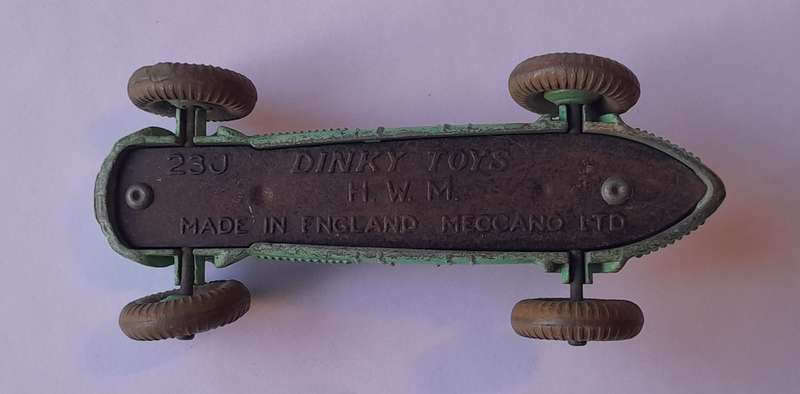 23J DINKY TOYS
H.W.M.
MADE IN ENGLAND MECCANO LTD